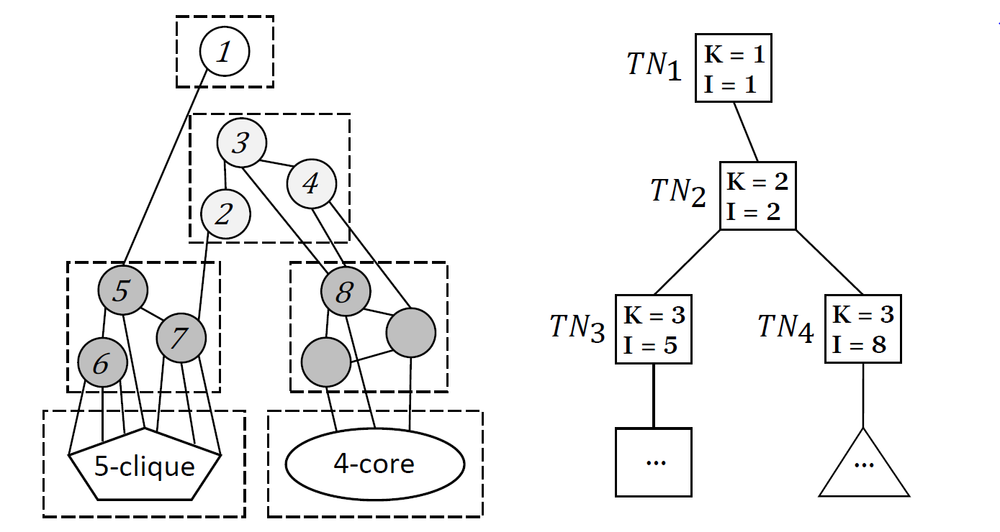 1
3
4
2
5
7
6
8
5-clique
4-core
TN1
K = 1
I = 1
TN2
K = 2
I = 2
TN3
K = 3
I = 5
TN4
K = 3
I = 8
...
...